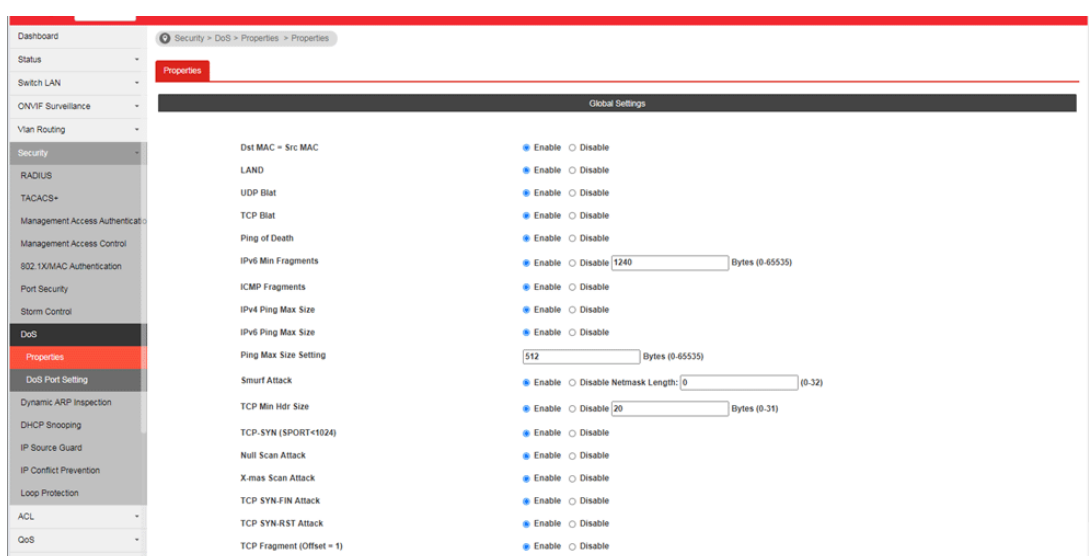 Dashboard
Security > DoS > Properties > Properties
Status
Properties
Switch LAN
ONVIF Surveillance
Global Settings
Vlan Routing
Security
Dst MAC = Src MAC Enable Disable
RADIUS
LAND Enable Disable
TACACS+
UDP Blat Enable Disable
Management Access Authenticatio
TCP Blat Enable Disable
Management Access Control
Ping of Death Enable Disable
802.1X/MAC Authentication
IPv6 Min Fragments Enable Disable 1240 Bytes (0-65535)
Port Security
ICMP Fragments Enable Disable
Storm Control
IPv4 Ping Max Size Enable Disable
DoS
IPv6 Ping Max Size Enable Disable
Properties
Ping Max Size Setting 512 Bytes (0-65535)
DoS Port Setting
Smurf Attack Enable Disable Netmask Length: 0 (0-32)
Dynamic ARP Inspection
TCP Min Hdr Size Enable Disable 20 Bytes (0-31)
DHCP Snooping
TCP-SYN (SPORT<1024) Enable Disable
IP Source Guard
Null Scan Attack Enable Disable
IP Conflict Prevention
X-mas Scan Attack Enable Disable
Loop Protection
TCP SYN-FIN Attack Enable Disable
ACL
TCP SYN-RST Attack Enable Disable
QoS
TCP Fragment (Offset = 1) Enable Disable